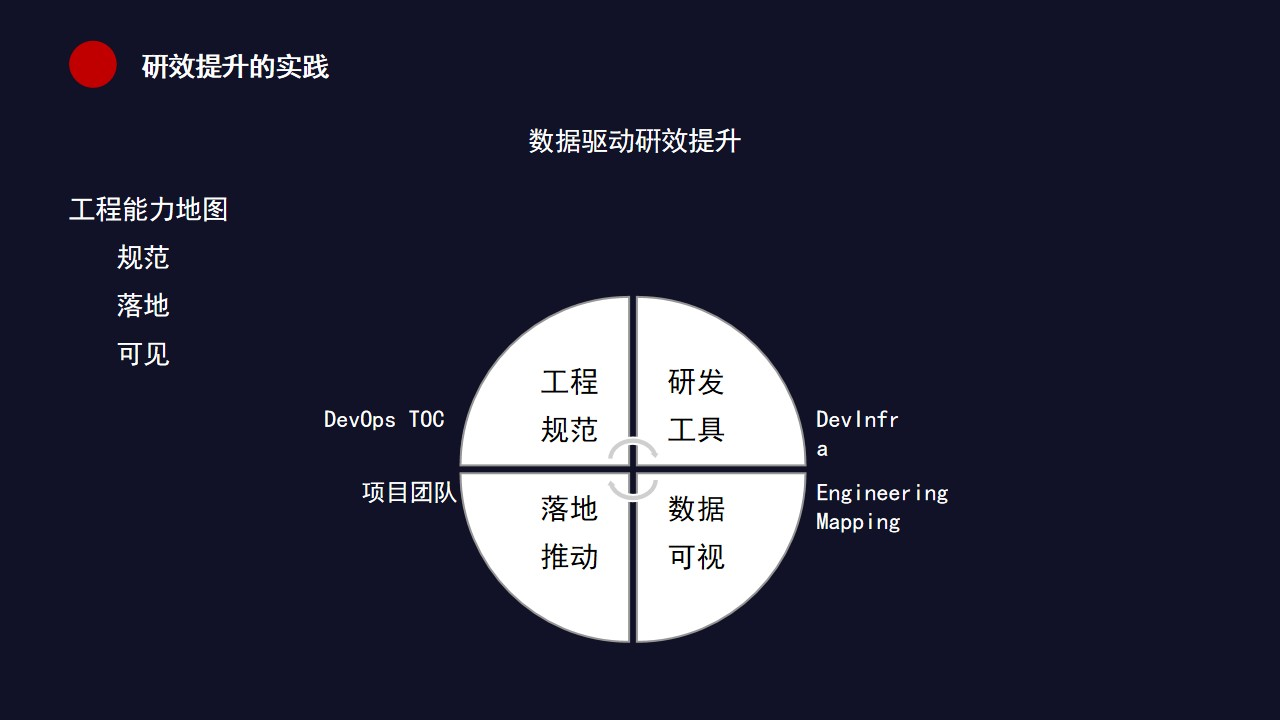 研效提升的实践
数据驱动研效提升
工程能力地图
规范
落地
可见
工程
规范
研发
工具
DevOps TOC
DevInfr
a
项目团队
Engineering
Mapping
落地
推动
数据
可视